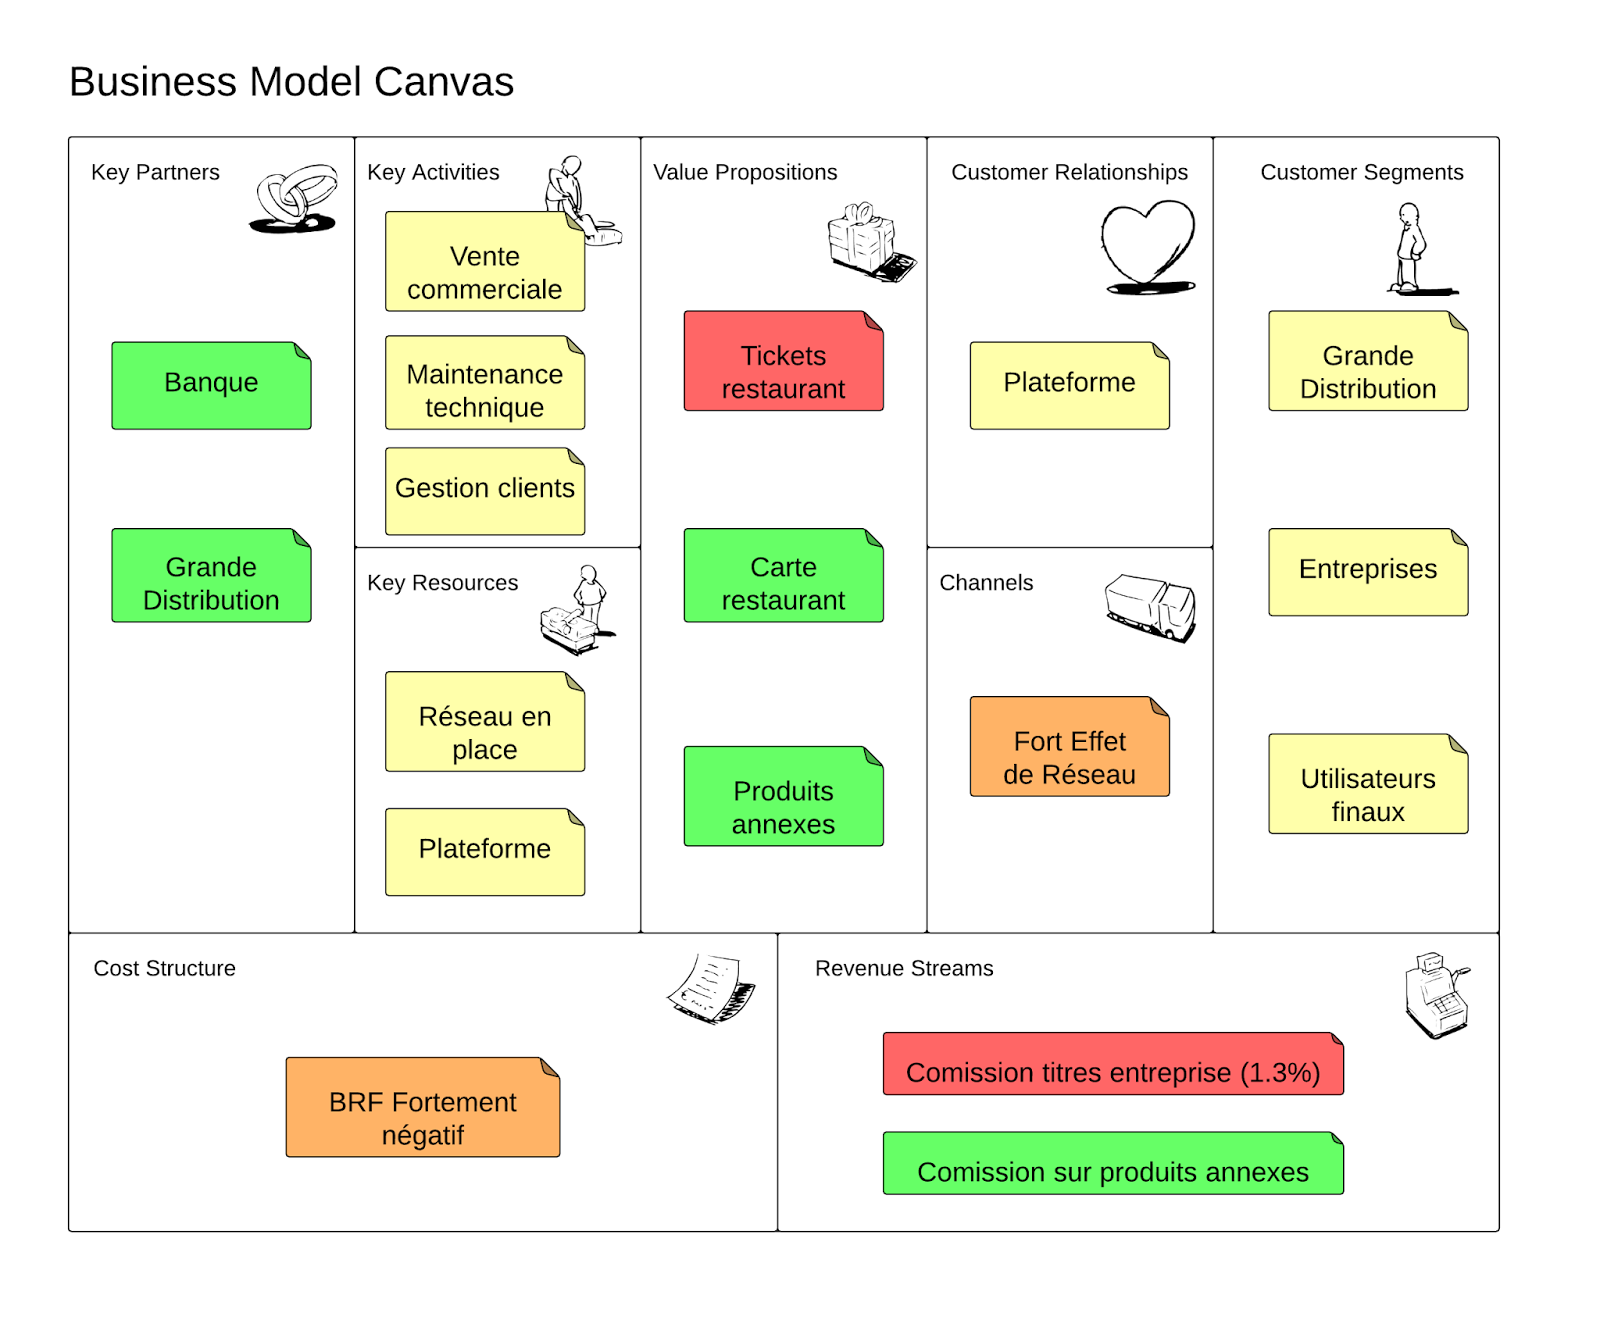 Business Model Canvas
Key Partners
Banque
Grande
Distribution
Key Activities
Vente
commerciale
Maintenance
technique
Gestion clients
Key Resources
Réseau en
place
Plateforme
Value Propositions
Tickets
restaurant
Carte
restaurant
Produits
annexes
Customer Relationships
Plateforme
Channels
Fort Effet
de Réseau
Customer Segments
Grande
Distribution
Entreprises
Utilisateurs
finaux
Cost Structure
BRF Fortement
négatif
Revenue Streams
Comission titres entreprise (1.3%)
Comission sur produits annexes